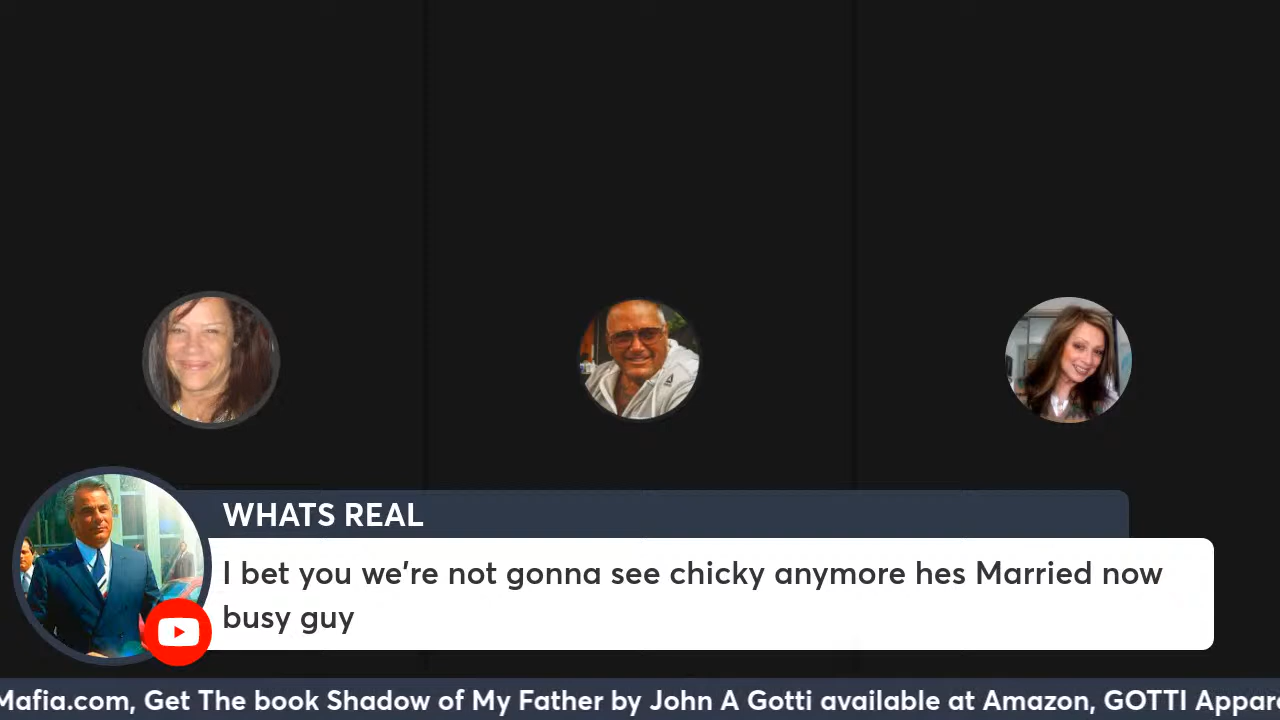 WHATS REAL
I bet you we're not gonna see chicky anymore hes Married now
busy guy
Mafia.com, Get The book Shadow of My Father by John A Gotti available at Amazon, GOTTI